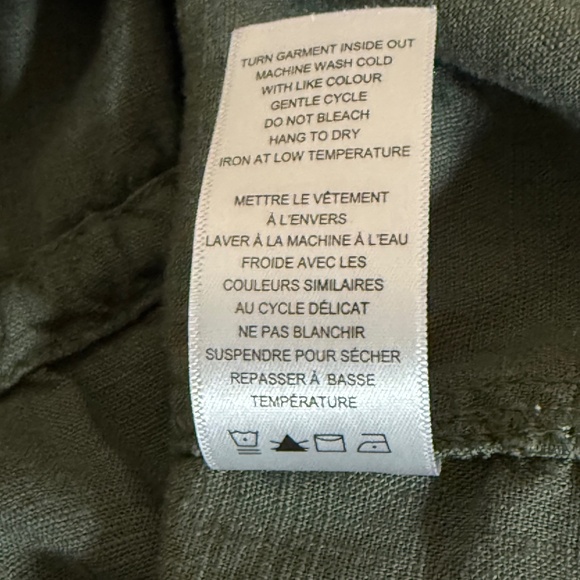 TURN GARMENT INSIDE OUT
MACHINE WASH COLD
WITH LIKE COLOUR
GENTLE CYCLE
DO NOT BLEACH
HANG TO DRY
IRON AT LOW TEMPERATURE
METTRE LE VÊTEMENT
À L'ENVERS
LAVER À LA MACHINE À L'EAU
FROIDE AVEC LES
COULEURS SIMILAIRES
AU CYCLE DÉLICAT
NE PAS BLANCHIR
SUSPENDRE POUR SÉCHER
REPASSER À BASSE
TEMPÉRATURE